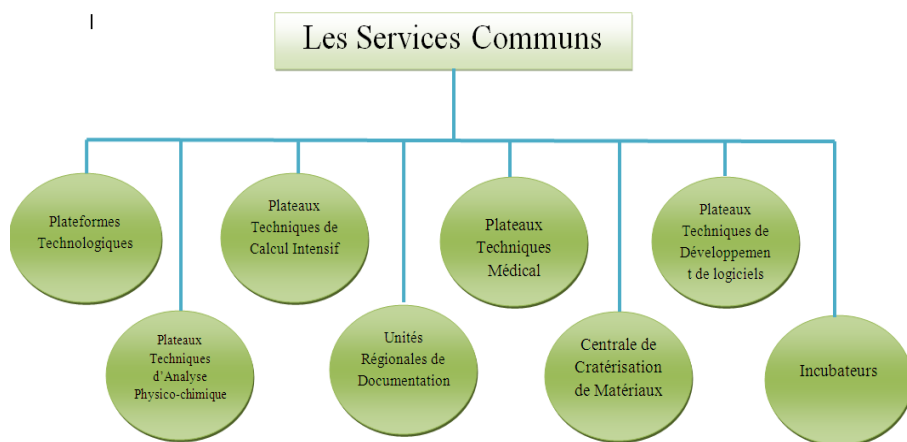 Les Services Communs
Plateformes
Technologiques
Plateaux
Techniques
d'Analyse
Physico-chimique
Plateaux
Techniques de
Calcul Intensif
Unités
Régionales de
Documentation
Plateaux
Techniques
Médical
Centrale de
Cratérisation
de Matériaux
Plateaux
Techniques de
Développemen
t de logiciels
Incubateurs